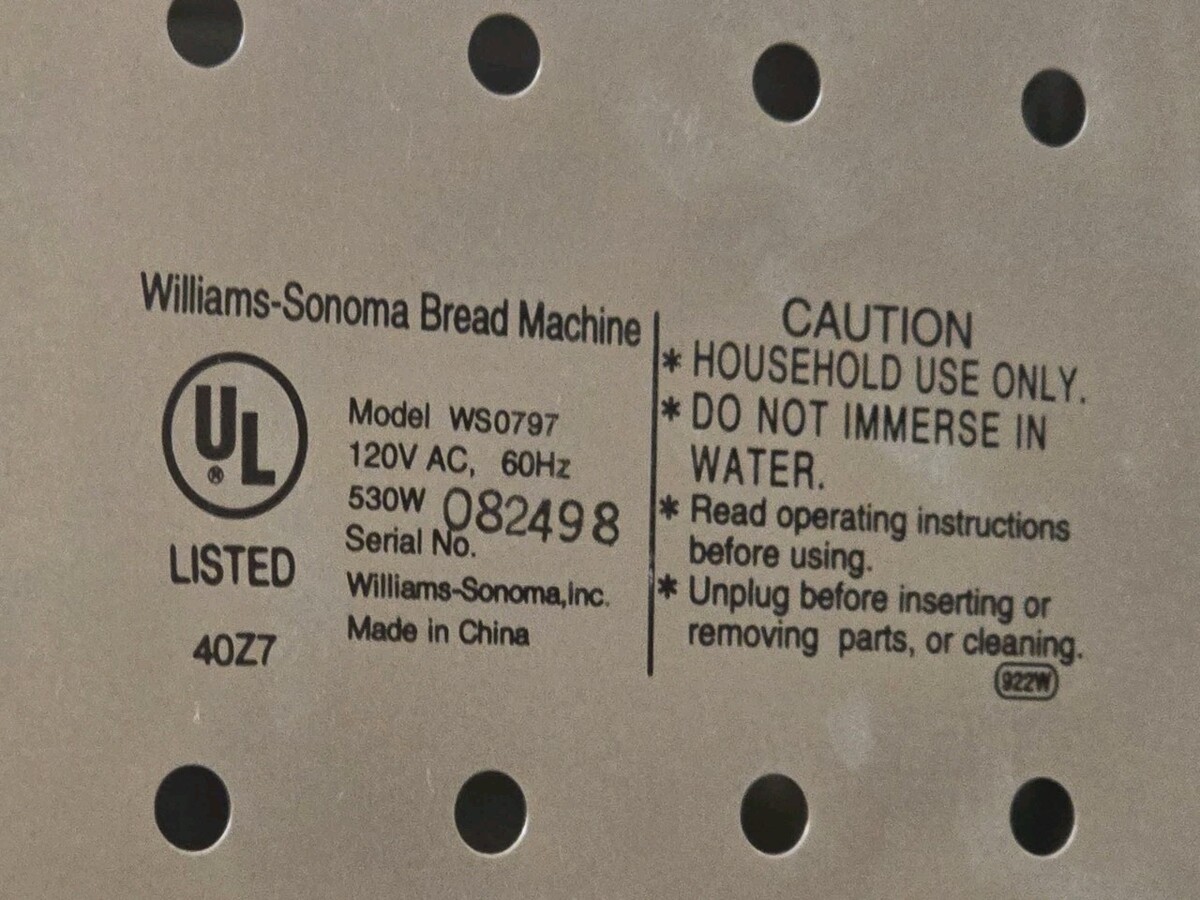 Williams-Sonoma Bread Machine
UL
®
LISTED
40Z7
Model WS0797
120V AC, 60Hz
530W
082498
Serial No.
Williams-Sonoma,Inc.
Made in China
CAUTION
* HOUSEHOLD USE ONLY.
* DO NOT IMMERSE IN
WATER.
* Read operating instructions
before using.
* Unplug before inserting or
removing parts, or cleaning.
922W